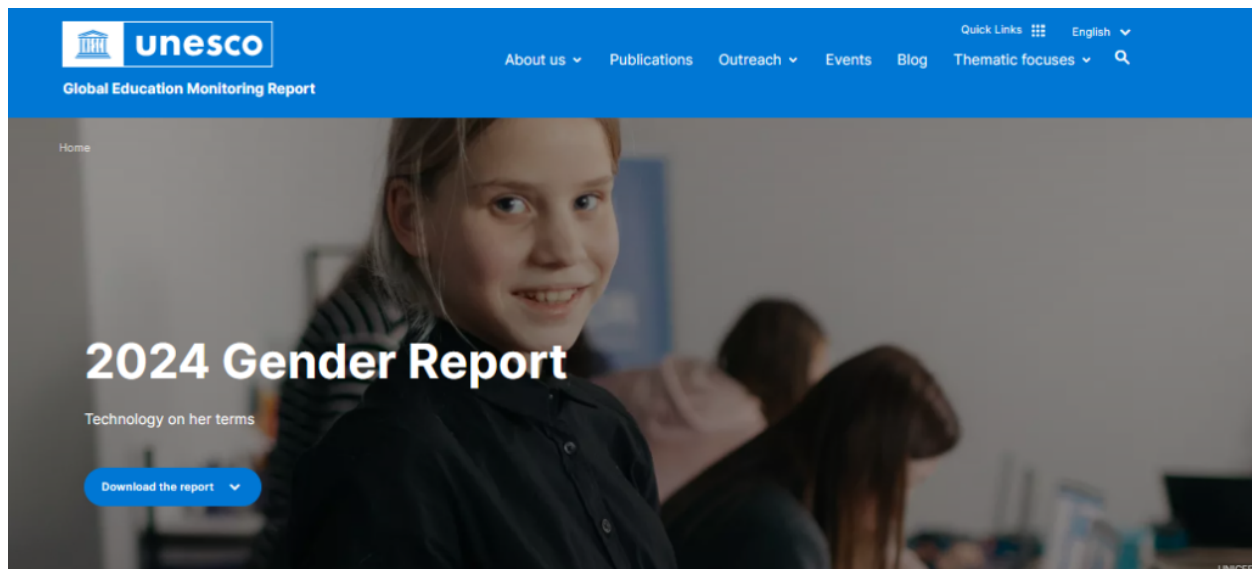 unesco
Quick Links
English
About us
Publications
Outreach
Events
Blog
Thematic focuses
Global Education Monitoring Report
Home
2024 Gender Report
Technology on her terms
Download the report